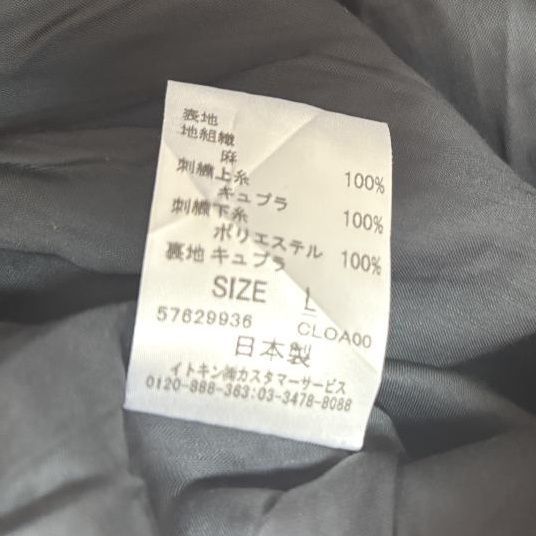 表地
地組織
麻 100%
刺繍上糸
キュプラ 100%
刺繍下糸
ポリエステル 100%
裏地 キュプラ
SIZE L
57629936 CLOA00
日本製
イトキン㈱カスタマーサービス
0120-888-363:03-3478-8088